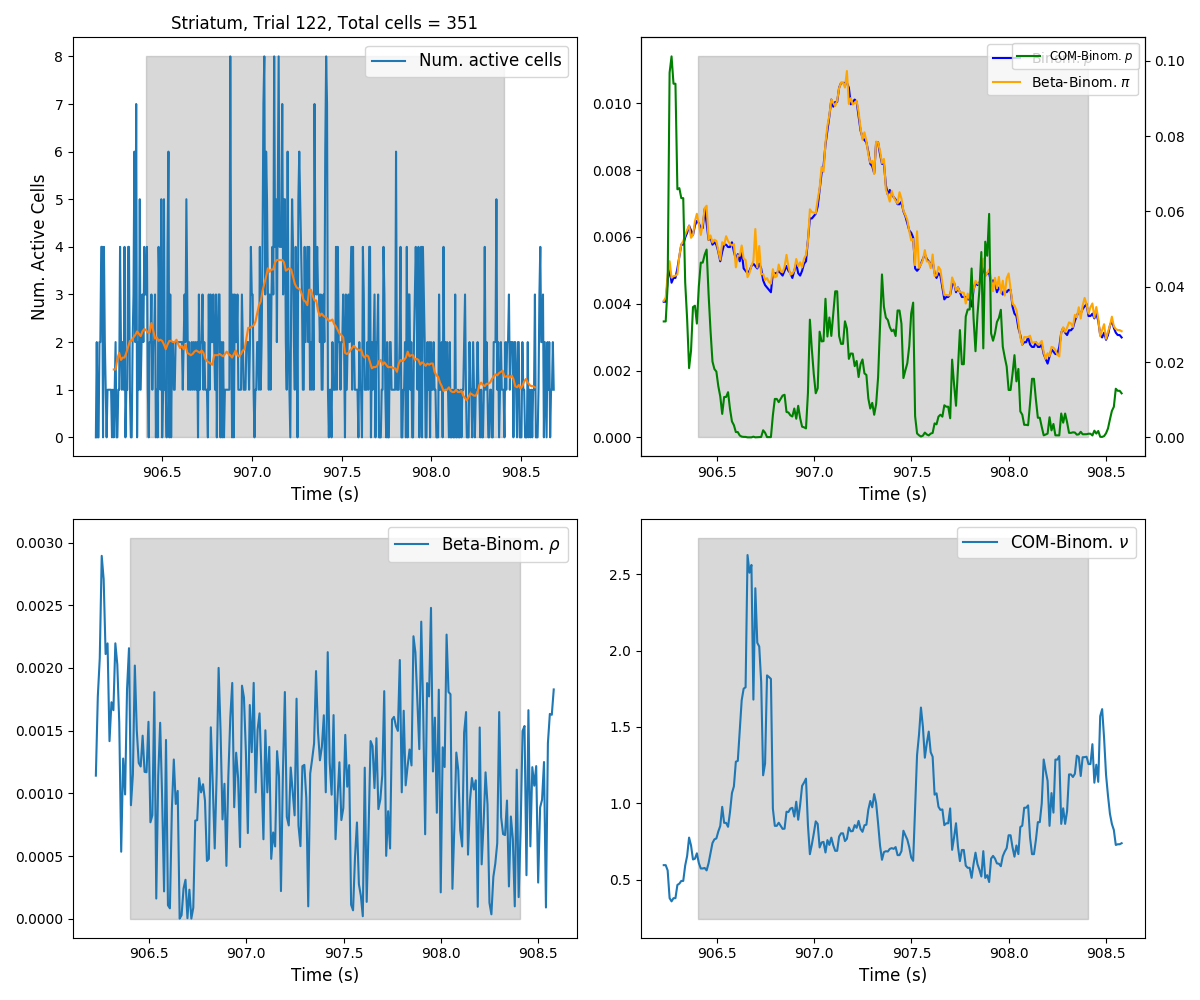 Striatum, Trial 122, Total cells = 351
Num. active cells
Num. Active Cells
8
7
6
5
4
3
2
1
0
906.5 907.0 907.5 908.0 908.5
Time (s)
COM-Binom. p
Beta-Binom. π
0.010
0.008
0.006
0.004
0.002
0.000
0.10
0.08
0.06
0.04
0.02
0.00
906.5 907.0 907.5 908.0 908.5
Time (s)
Beta-Binom. ρ
0.0030
0.0025
0.0020
0.0015
0.0010
0.0005
0.0000
906.5 907.0 907.5 908.0 908.5
Time (s)
COM-Binom. ν
2.5
2.0
1.5
1.0
0.5
906.5 907.0 907.5 908.0 908.5
Time (s)